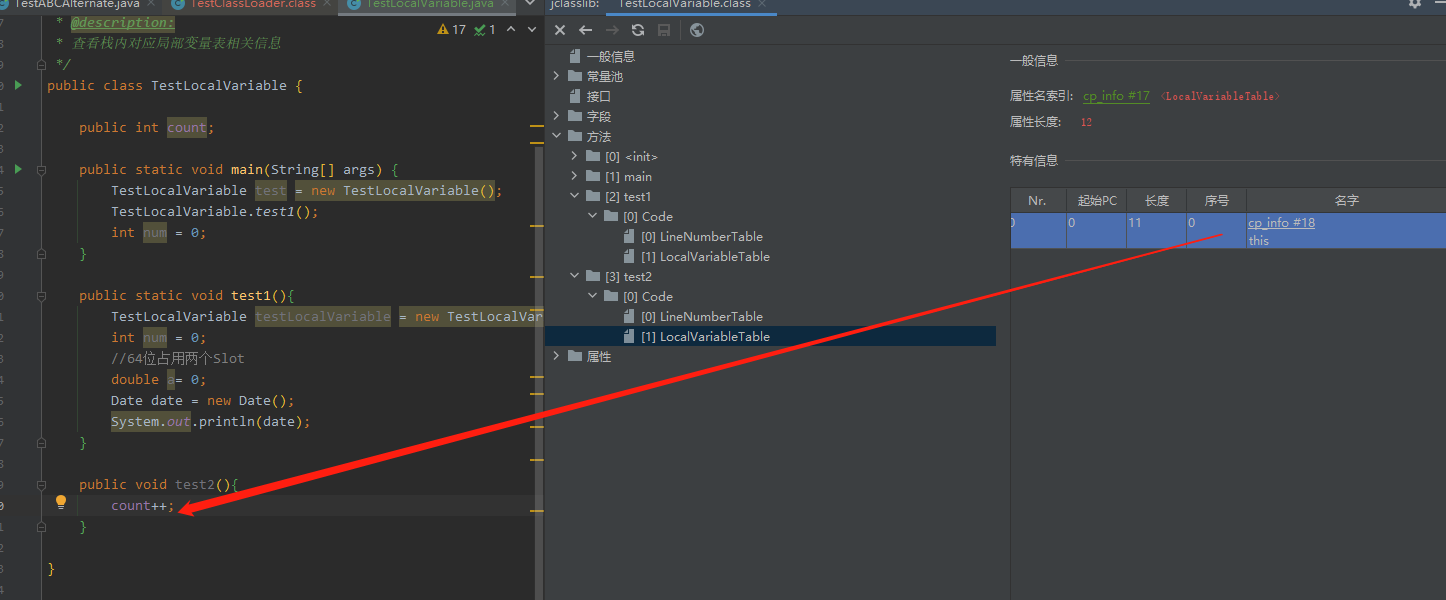 TestABCAlternate.java
TestClassLoader.class
TestLocalVariable.java
17 1
* @description:
* 查看栈内对应局部变量表相关信息
*/
public class TestLocalVariable {
public int count;
public static void main(String[] args) {
TestLocalVariable test = new TestLocalVariable();
TestLocalVariable.test1();
int num = 0;
}
public static void test1(){
TestLocalVariable testLocalVariable = new TestLocalVar
int num = 0;
//64位占用两个Slot
double a= 0;
Date date = new Date();
System.out.println(date);
}
public void test2(){
count++;
}
}
jclasslib:
TestLocalVariable.class
一般信息
常量池
接口
字段
方法
[0] <init>
[1] main
[2] test1
[0] Code
[0] LineNumberTable
[1] LocalVariableTable
[3] test2
[0] Code
[0] LineNumberTable
[1] LocalVariableTable
属性
一般信息
属性名索引: cp_info #17 <LocalVariableTable>
属性长度: 12
特有信息
Nr. 起始PC 长度 序号 名字
0 0 11 0 cp_info #18
this